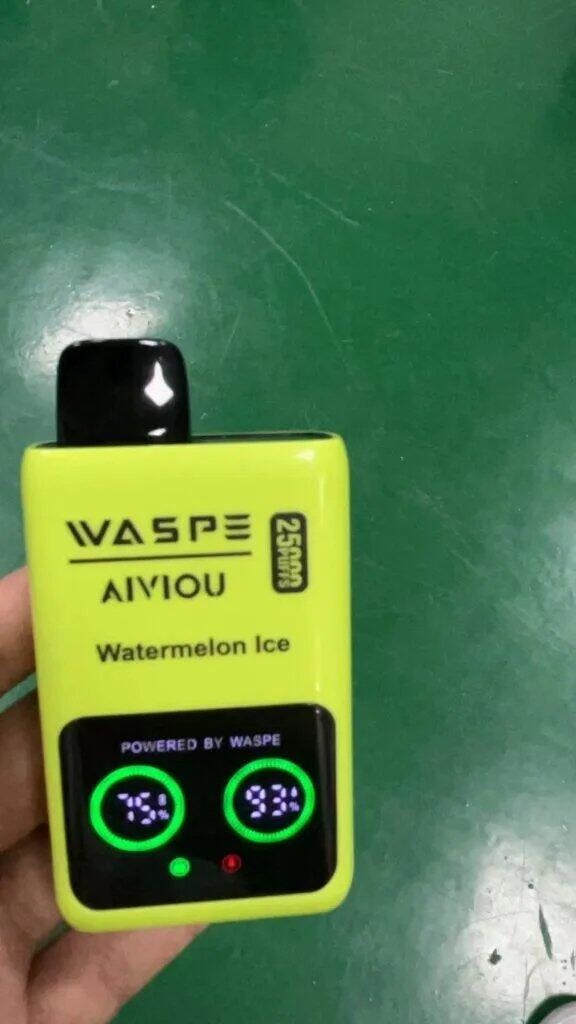 WASPE
AIVIOU
25000
PUFFS
Watermelon Ice
POWERED BY WASPE
75%
93%